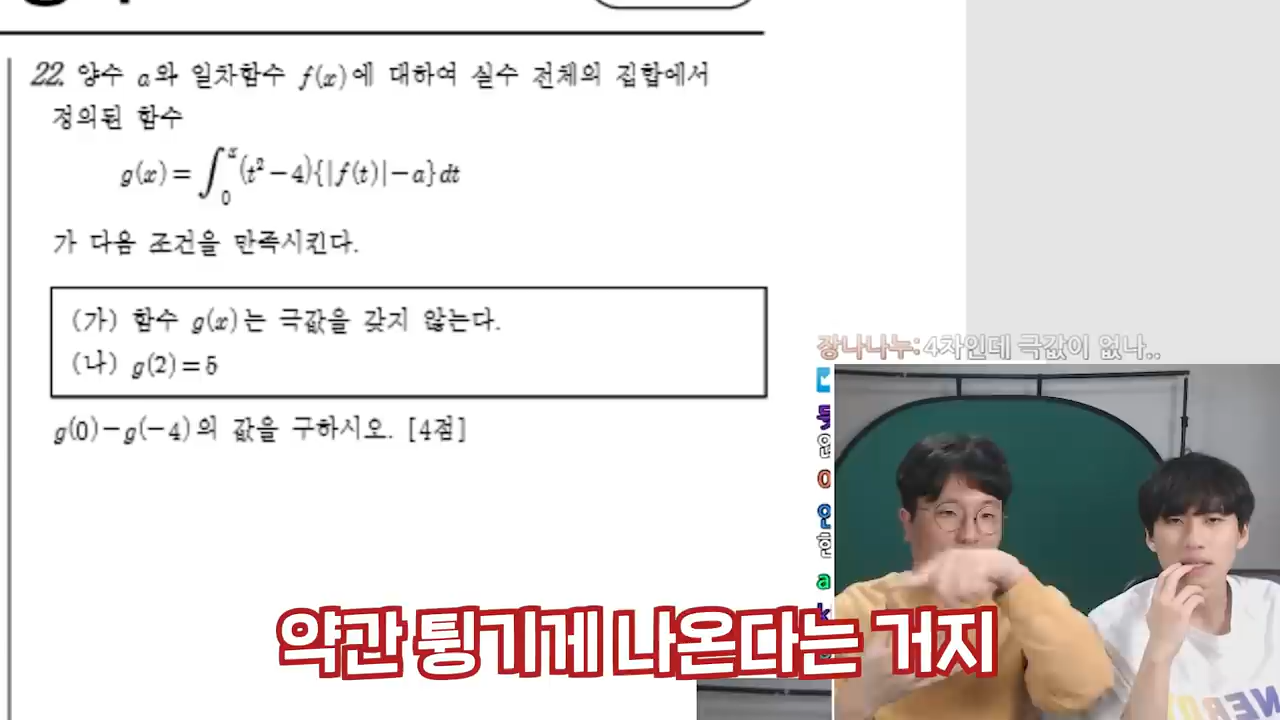 22. 양수 a와 일차함수 f(x)에 대하여 실수 전체의 집합에서
정의된 함수
g(x) = ∫₀ˣ (t² − 4){|f(t)| − a}dt
가 다음 조건을 만족시킨다.
(가) 함수 g(x)는 극값을 갖지 않는다.
(나) g(2) = 5
g(0) − g(−4)의 값을 구하시오. [4점]
장나나누: 4차인데 극값이 없나..
약간 튕기게 나온다는 거지